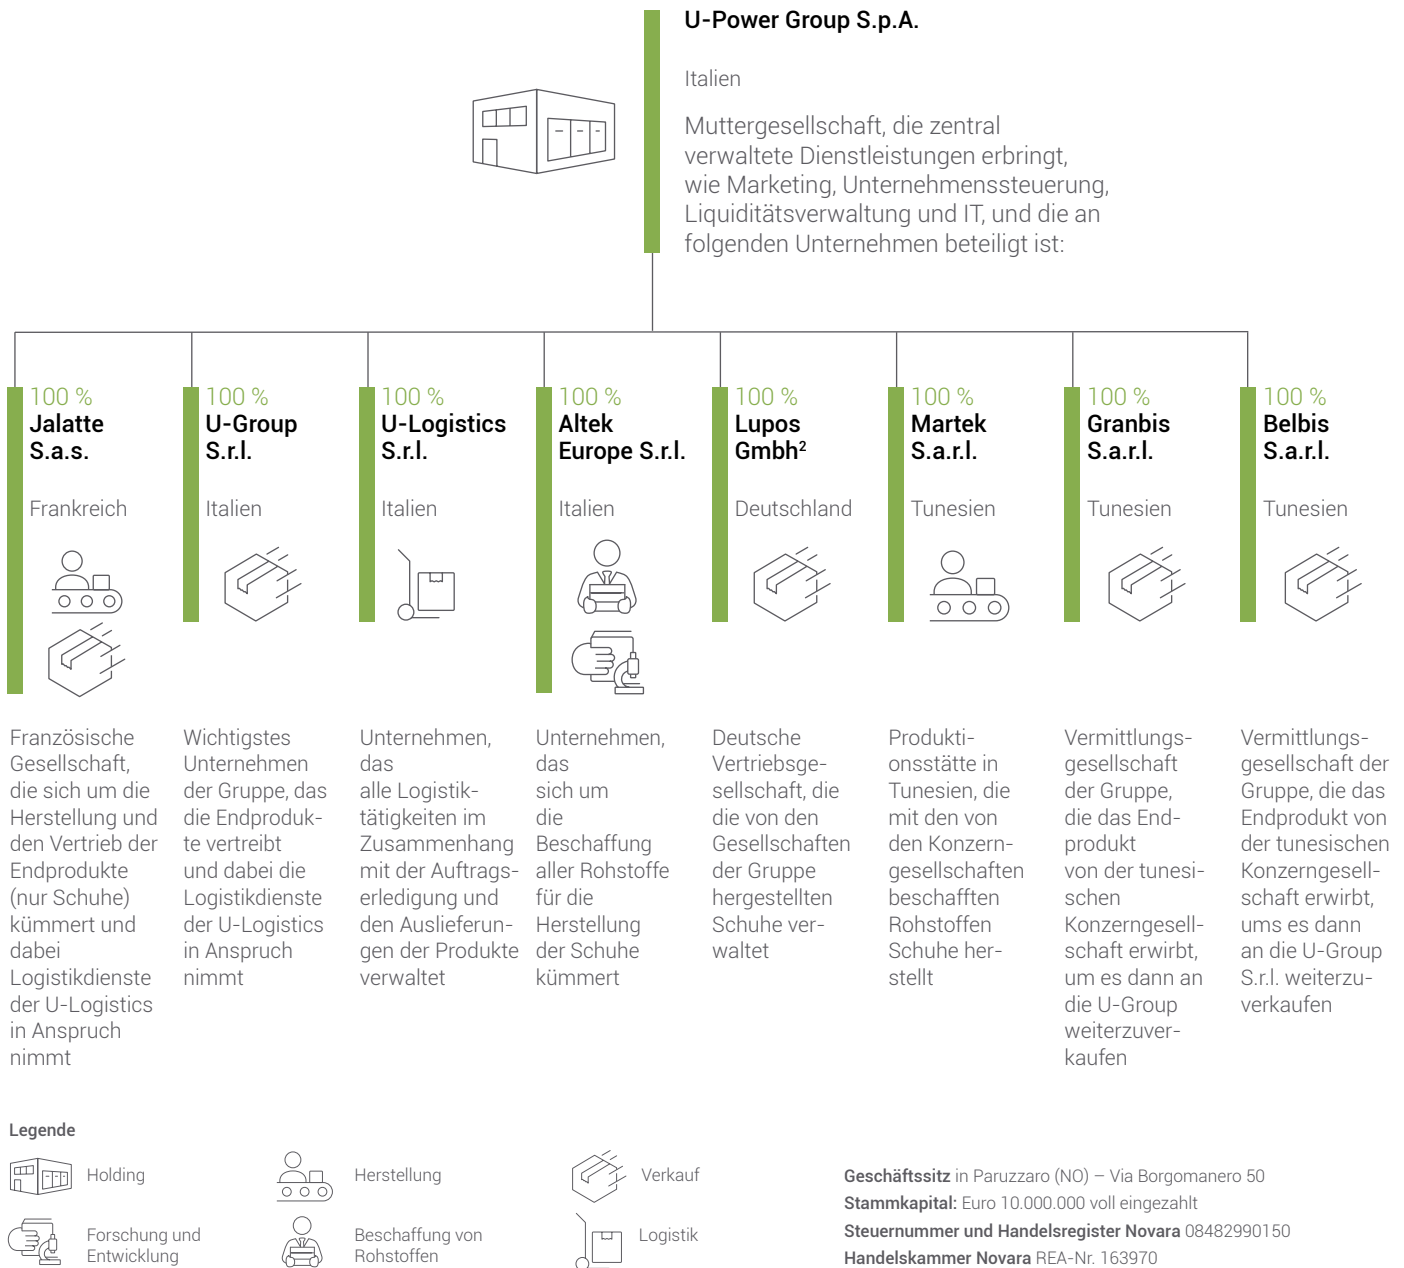 U-Power Group S.p.A.
Italien
Muttergesellschaft, die zentral
verwaltete Dienstleistungen erbringt,
wie Marketing, Unternehmenssteuerung,
Liquiditätsverwaltung und IT, und die an
folgenden Unternehmen beteiligt ist:
100 %
Jalatte
S.a.s.
Frankreich
Französische
Gesellschaft,
die sich um die
Herstellung und
den Vertrieb der
Endprodukte
(nur Schuhe)
kümmert und
dabei
Logistikdienste
der U-Logistics
in Anspruch
nimmt
100 %
U-Group
S.r.l.
Italien
Wichtigstes
Unternehmen
der Gruppe, das
die Endproduk-
te vertreibt
und dabei die
Logistikdienste
der U-Logistics
in Anspruch
nimmt
100 %
U-Logistics
S.r.l.
Italien
Unternehmen,
das
alle Logistik-
tätigkeiten im
Zusammenhang
mit der Auftrags-
erledigung und
den Auslieferun-
gen der Produkte
verwaltet
100 %
Altek
Europe S.r.l.
Italien
Unternehmen,
das
sich um
die
Beschaffung
aller Rohstoffe
für die
Herstellung
der Schuhe
kümmert
100 %
Lupos
Gmbh²
Deutschland
Deutsche
Vertriebsge-
sellschaft, die
die von den
Gesellschaften
der Gruppe
hergestellten
Schuhe ver-
waltet
100 %
Martek
S.a.r.l.
Tunesien
Produkti-
onsstätte in
Tunesien, die
mit den von
den Konzern-
gesellschaften
beschafften
Rohstoffen
Schuhe her-
stellt
100 %
Granbis
S.a.r.l.
Tunesien
Vermittlungs-
gesellschaft
der Gruppe,
die das End-
produkt
von der tunesi-
schen
Konzerngesell-
schaft erwirbt,
um es dann an
die U-Group
weiterzuver-
kaufen
100 %
Belbis
S.a.r.l.
Tunesien
Vermittlungs-
gesellschaft der
Gruppe, die das
Endprodukt von
der tunesischen
Konzerngesell-
schaft erwirbt,
ums es dann
an die U-Group
S.r.l. weiterzu-
verkaufen
Legende
Holding
Herstellung
Verkauf
Forschung und
Entwicklung
Beschaffung von
Rohstoffen
Logistik
Geschäftssitz in Paruzzaro (NO) – Via Borgomanero 50
Stammkapital: Euro 10.000.000 voll eingezahlt
Steuernummer und Handelsregister Novara 08482990150
Handelskammer Novara REA-Nr. 163970